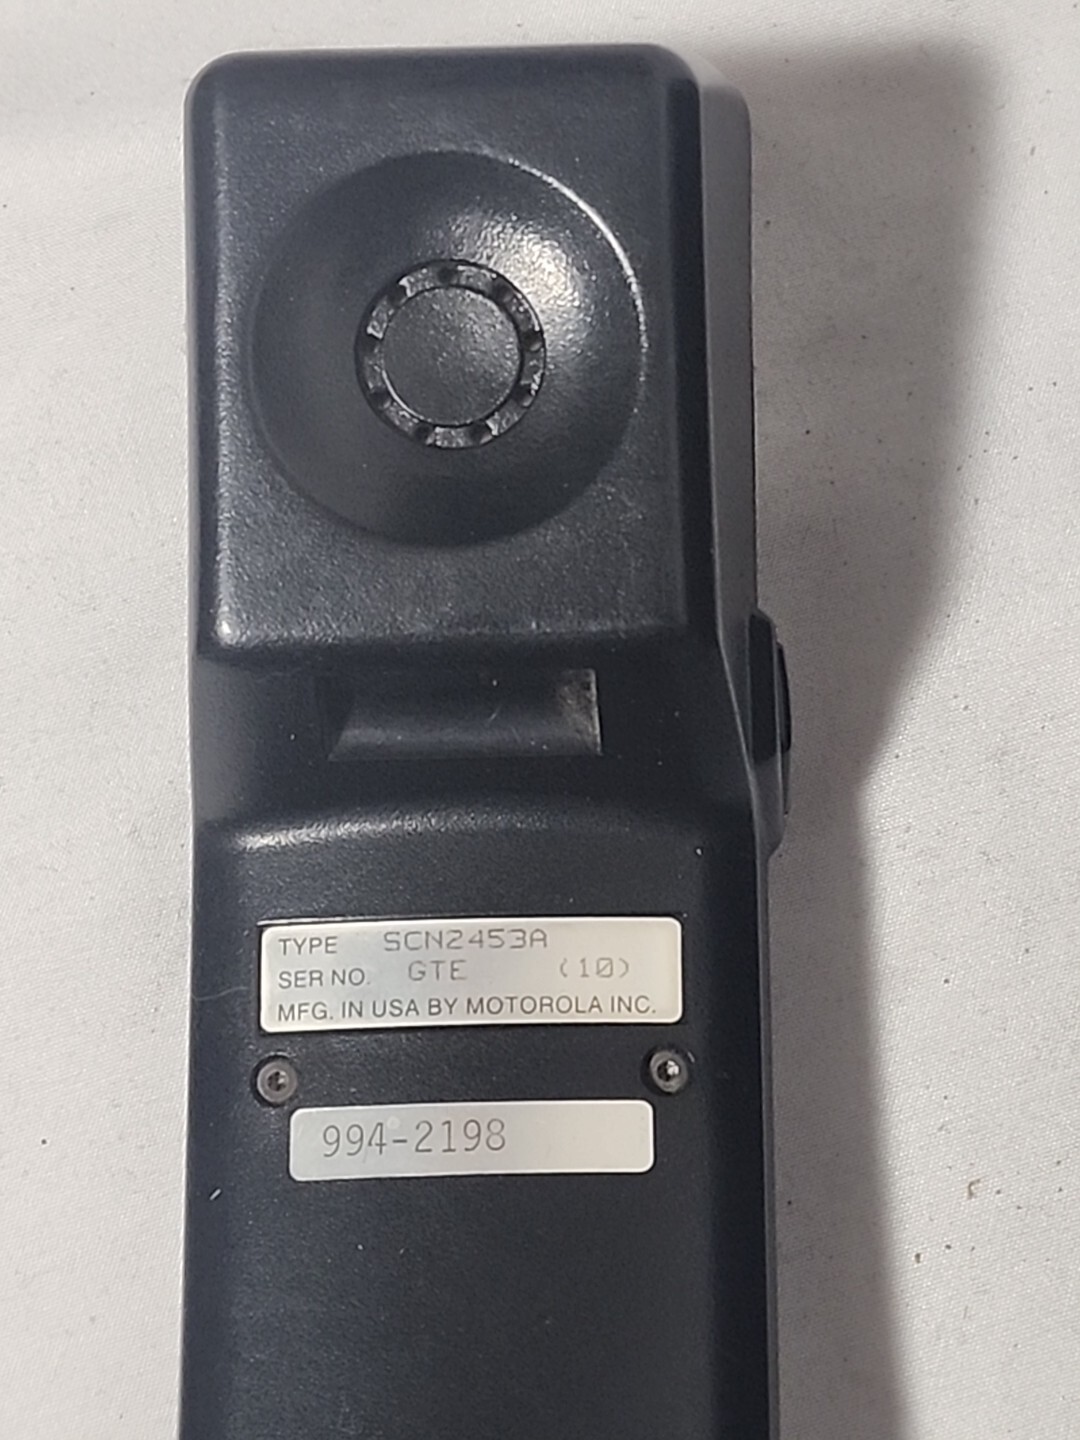 TYPE SCN2453A
SER NO. GTE (10)
MFG. IN USA BY MOTOROLA INC.
994-2198